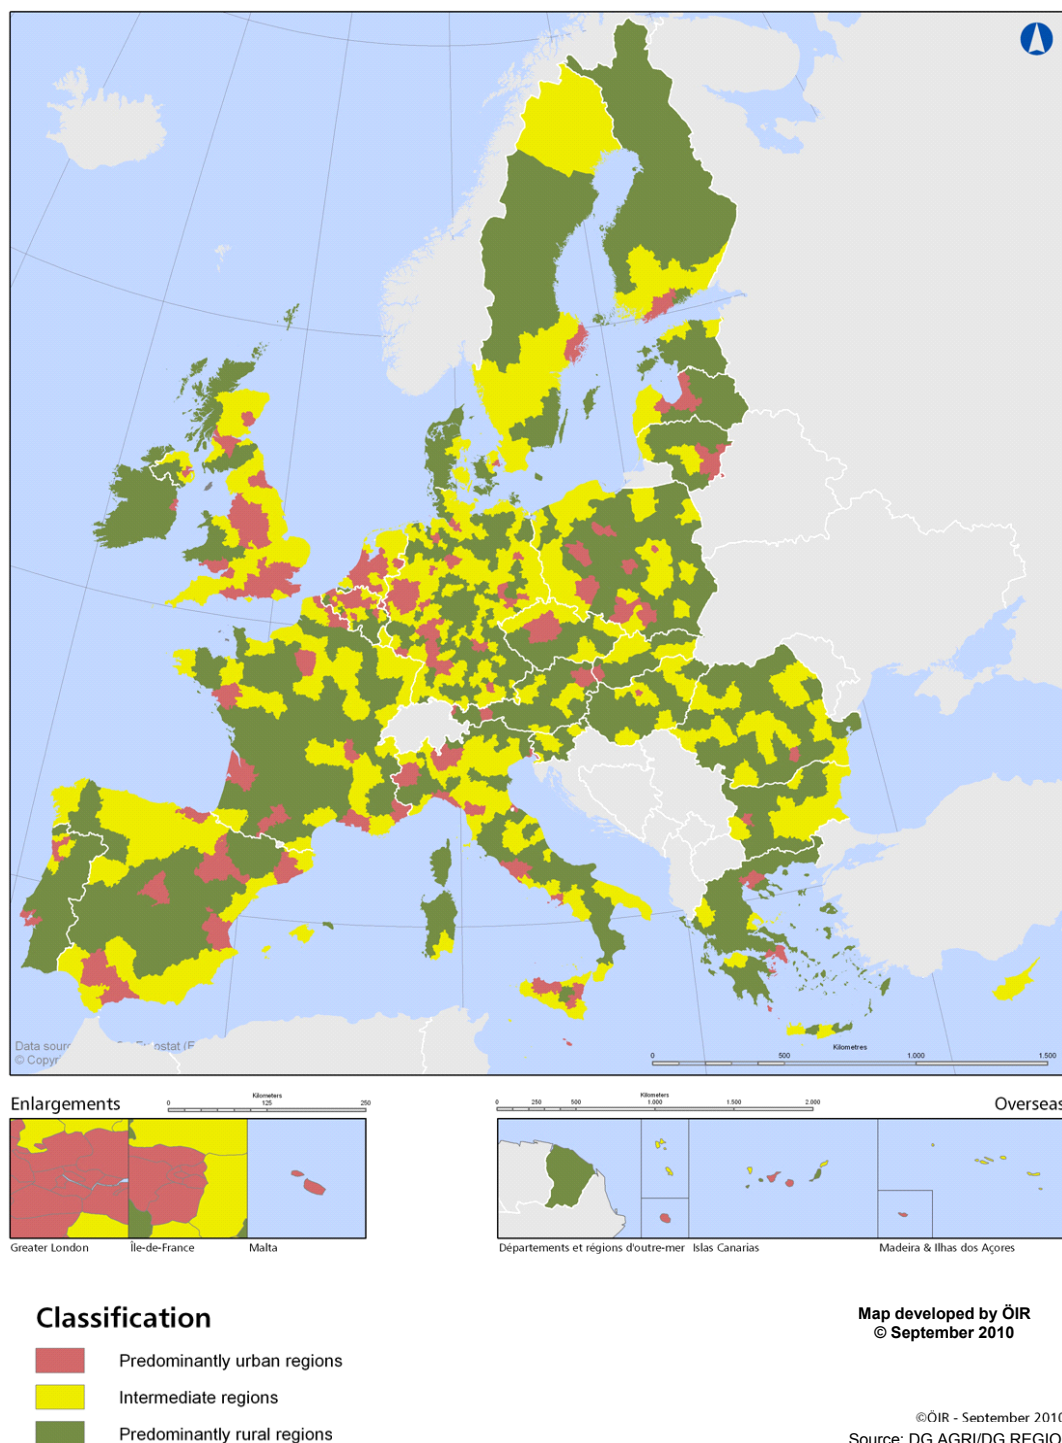 Data sour
ostat (E
© Copyri
Kilometres
0 500 1.000 1.500
Enlargements
Kilometers
0 125 250
Kilometers
0 250 500 1.000 1.500 2.000
Overseas
Greater London
Île-de-France
Malta
Départements et régions d'outre-mer
Islas Canarias
Madeira & Ilhas dos Açores
Classification
Predominantly urban regions
Intermediate regions
Predominantly rural regions
Map developed by ÖIR
© September 2010
©ÖIR - September 2010
Source: DG AGRI/DG REGIO